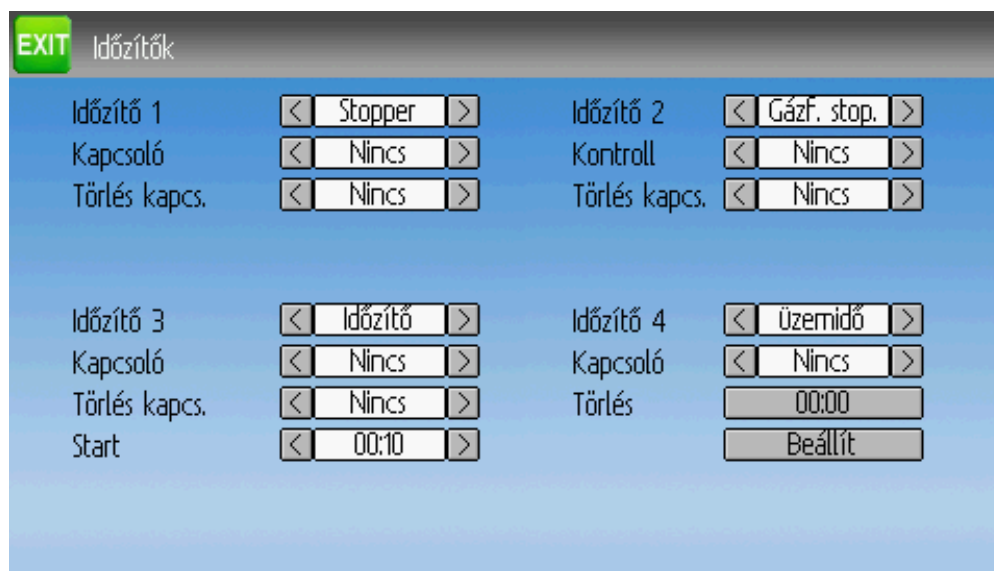 EXIT Időzítők
Időzítő 1 < Stopper >
Kapcsoló < Nincs >
Törlés kapcs. < Nincs >
Időzítő 2 < Gázf. stop. >
Kontroll < Nincs >
Törlés kapcs. < Nincs >
Időzítő 3 < Időzítő >
Kapcsoló < Nincs >
Törlés kapcs. < Nincs >
Start < 00:10 >
Időzítő 4 < üzemidő >
Kapcsoló < Nincs >
Törlés 00:00
Beállít